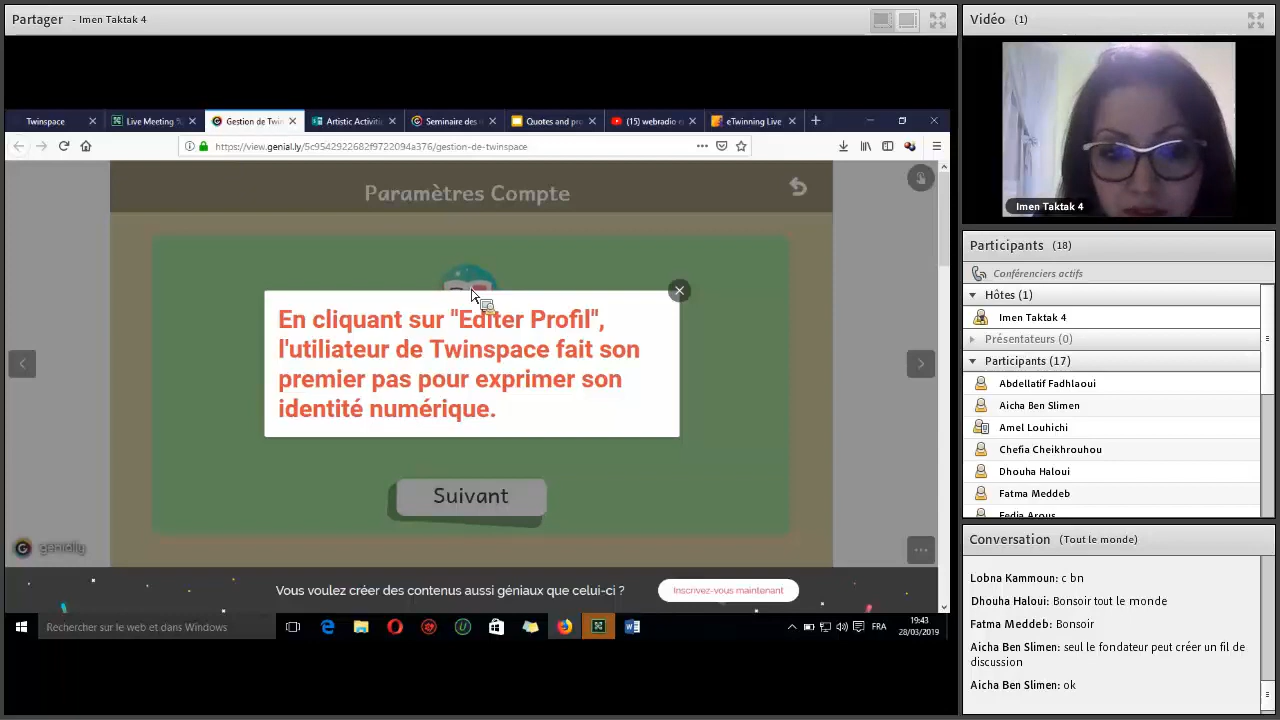 Partager - Imen Taktak 4
Twinspace
Live Meeting 5
Gestion de Twin
Artistic Activiti
Seminaire des
Quotes and pro
(15) webradio e
eTwinning Live
https://view.genial.ly/5c9542922682f9722094a376/gestion-de-twinspace
Paramètres Compte
En cliquant sur "Editer Profil",
l'utiliateur de Twinspace fait son
premier pas pour exprimer son
identité numérique.
Suivant
genially
Vous voulez créer des contenus aussi géniaux que celui-ci ?
Inscrivez-vous maintenant
Rechercher sur le web et dans Windows
FRA
19:43
28/03/2019
Vidéo (1)
Imen Taktak 4
Participants (18)
Conférenciers actifs
Hôtes (1)
Imen Taktak 4
Présentateurs (0)
Participants (17)
Abdellatif Fadhlaoui
Aicha Ben Slimen
Amel Louhichi
Chefia Cheikhrouhou
Dhouha Haloui
Fatma Meddeb
Fedia Arous
Conversation (Tout le monde)
Lobna Kammoun: c bn
Dhouha Haloui: Bonsoir tout le monde
Fatma Meddeb: Bonsoir
Aicha Ben Slimen: seul le fondateur peut créer un fil de
discussion
Aicha Ben Slimen: ok